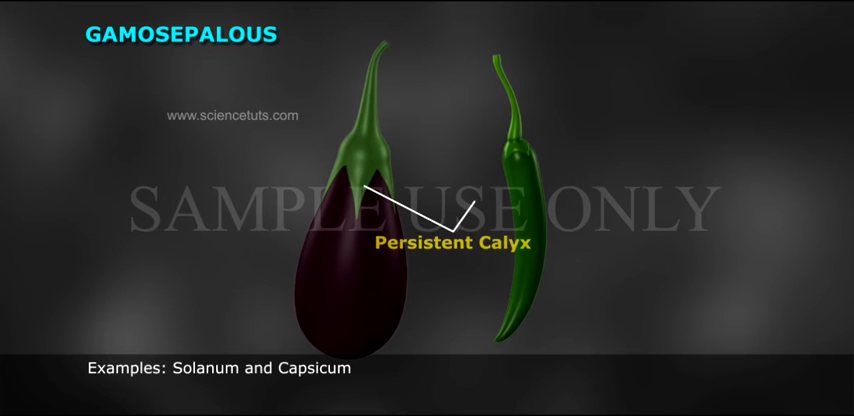 GAMOSEPALOUS
www.sciencetuts.com
SAMPLE USE ONLY
Persistent Calyx
Examples: Solanum and Capsicum